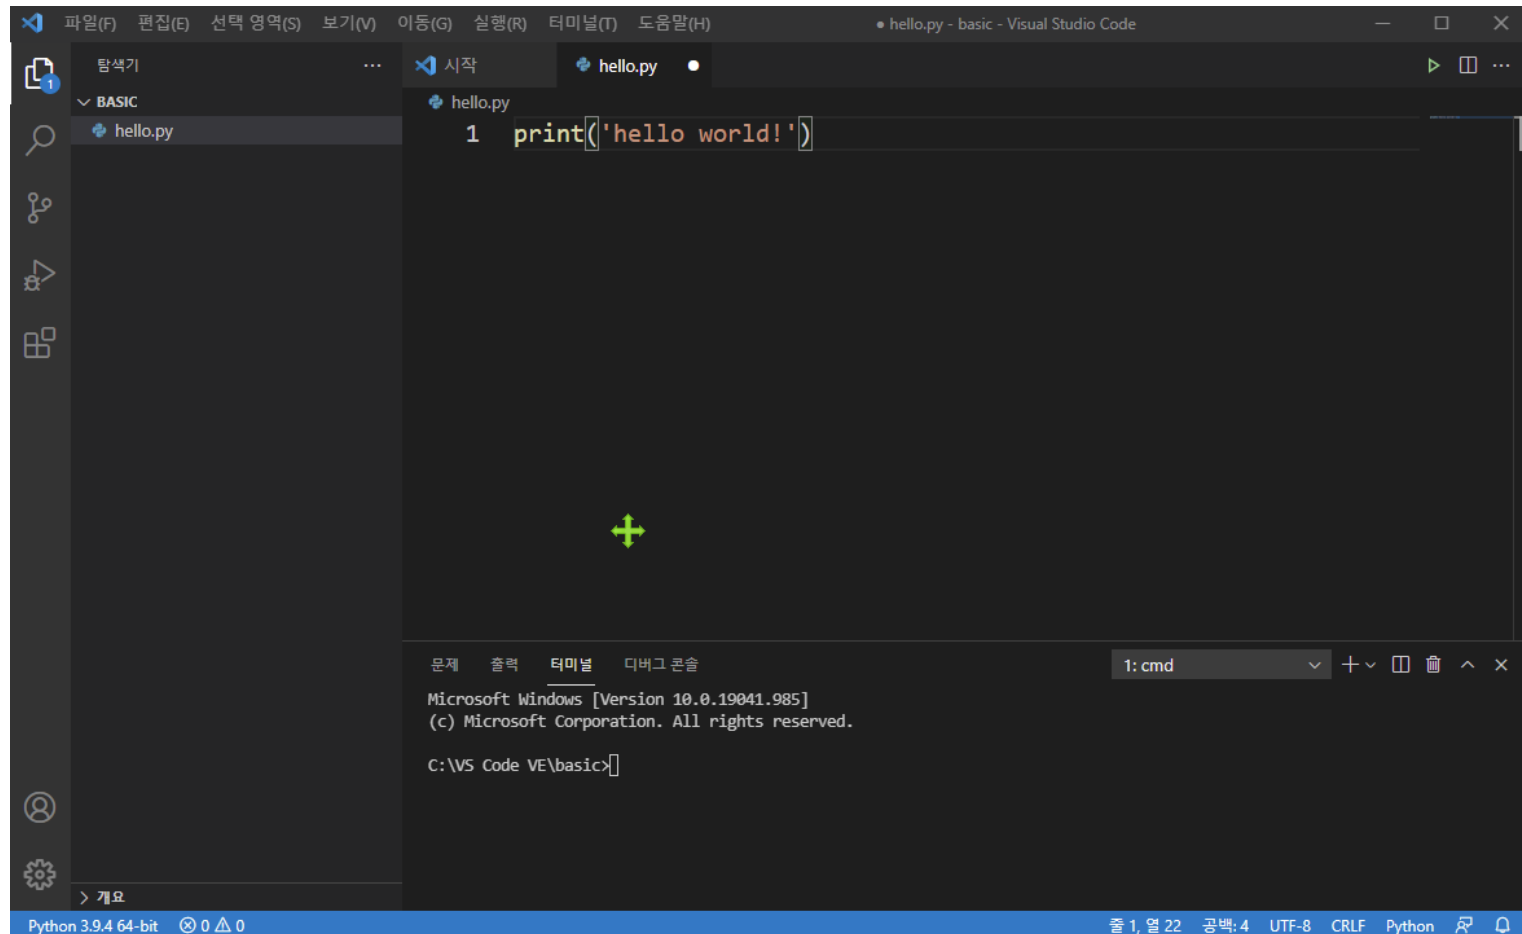 파일(F) 편집(E) 선택 영역(S) 보기(V) 이동(G) 실행(R) 터미널(T) 도움말(H) ● hello.py - basic - Visual Studio Code
탐색기
시작
hello.py
BASIC
hello.py
hello.py
1 print('hello world!')
문제 출력 터미널 디버그 콘솔
1: cmd
Microsoft Windows [Version 10.0.19041.985]
(c) Microsoft Corporation. All rights reserved.
C:\VS Code VE\basic>
개요
Python 3.9.4 64-bit 0 0 줄 1, 열 22 공백: 4 UTF-8 CRLF Python
1